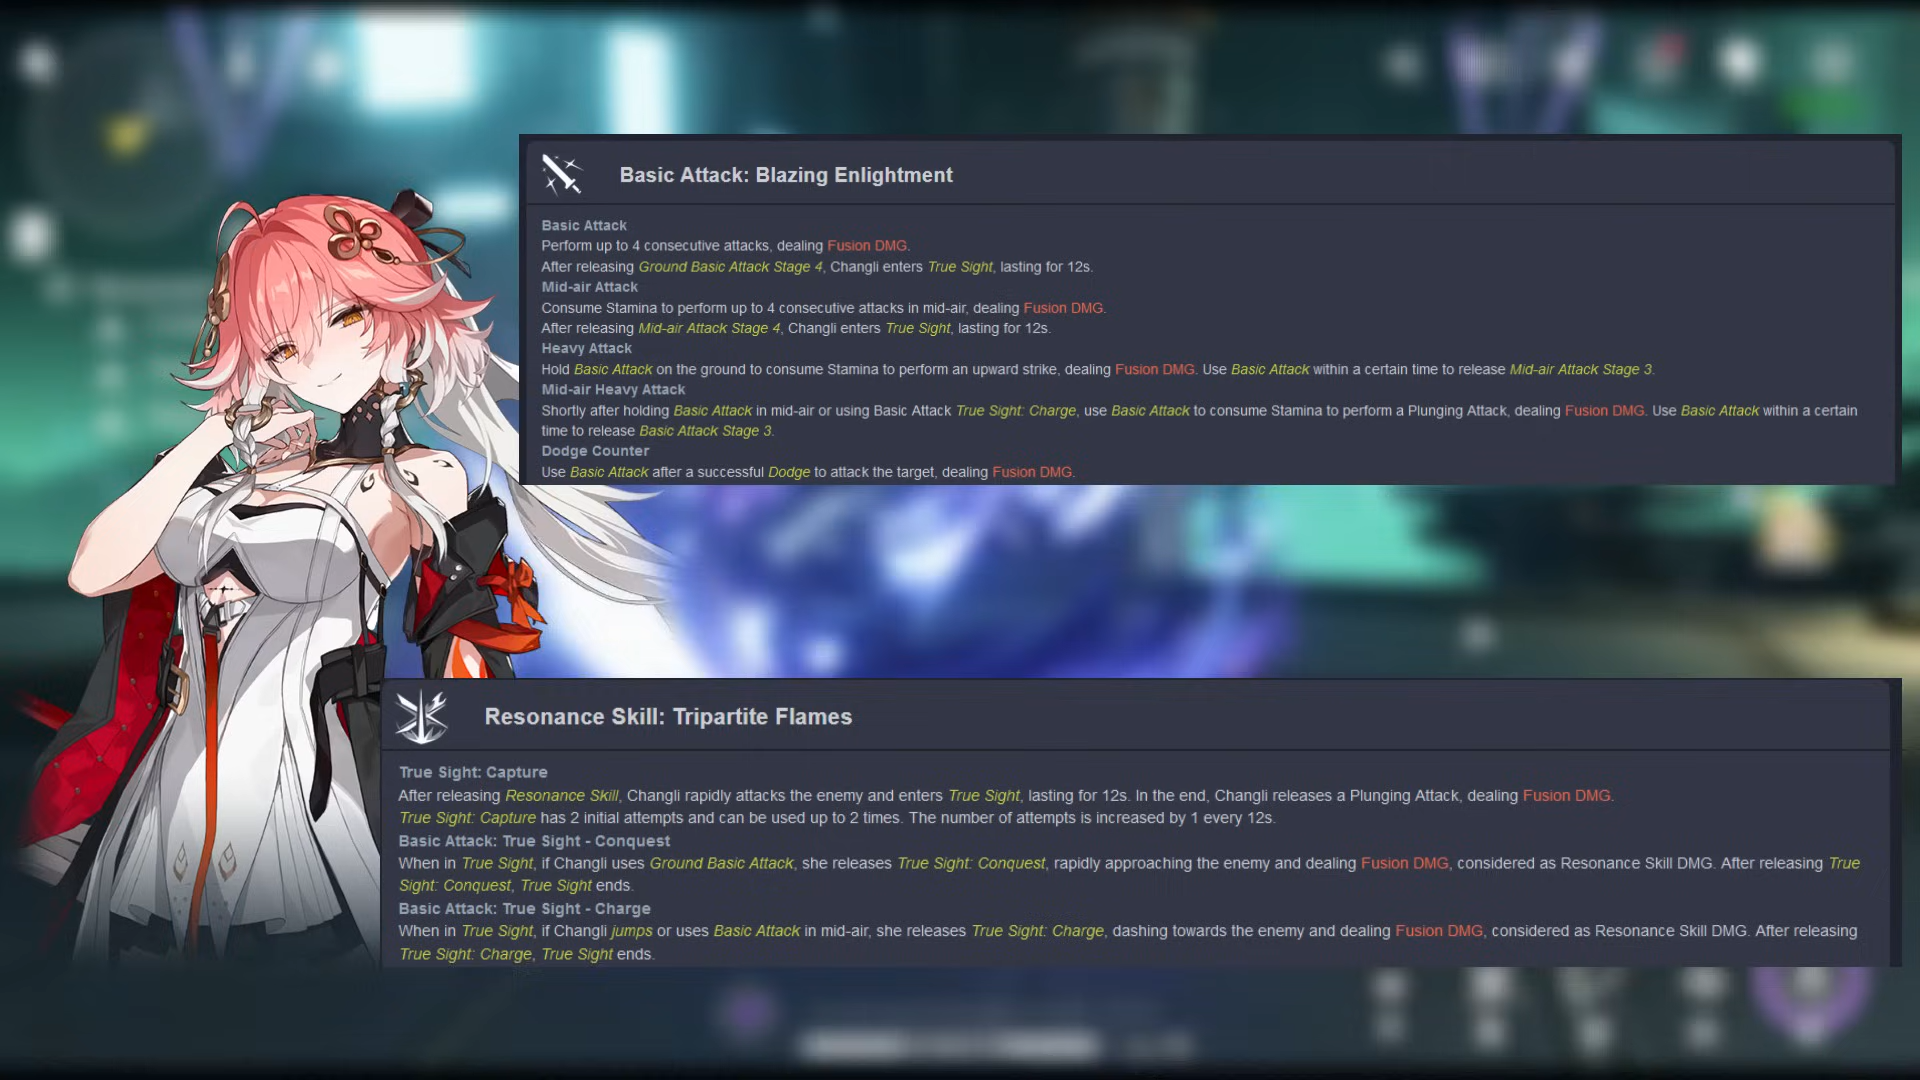 Basic Attack: Blazing Enlightment
Basic Attack
Perform up to 4 consecutive attacks, dealing Fusion DMG.
After releasing Ground Basic Attack Stage 4, Changli enters True Sight, lasting for 12s.
Mid-air Attack
Consume Stamina to perform up to 4 consecutive attacks in mid-air, dealing Fusion DMG.
After releasing Mid-air Attack Stage 4, Changli enters True Sight, lasting for 12s.
Heavy Attack
Hold Basic Attack on the ground to consume Stamina to perform an upward strike, dealing Fusion DMG. Use Basic Attack within a certain time to release Mid-air Attack Stage 3.
Mid-air Heavy Attack
Shortly after holding Basic Attack in mid-air or using Basic Attack True Sight: Charge, use Basic Attack to consume Stamina to perform a Plunging Attack, dealing Fusion DMG. Use Basic Attack within a certain
time to release Basic Attack Stage 3.
Dodge Counter
Use Basic Attack after a successful Dodge to attack the target, dealing Fusion DMG.
Resonance Skill: Tripartite Flames
True Sight: Capture
After releasing Resonance Skill, Changli rapidly attacks the enemy and enters True Sight, lasting for 12s. In the end, Changli releases a Plunging Attack, dealing Fusion DMG.
True Sight: Capture has 2 initial attempts and can be used up to 2 times. The number of attempts is increased by 1 every 12s.
Basic Attack: True Sight - Conquest
When in True Sight, if Changli uses Ground Basic Attack, she releases True Sight: Conquest, rapidly approaching the enemy and dealing Fusion DMG, considered as Resonance Skill DMG. After releasing True
Sight: Conquest, True Sight ends.
Basic Attack: True Sight - Charge
When in True Sight, if Changli jumps or uses Basic Attack in mid-air, she releases True Sight: Charge, dashing towards the enemy and dealing Fusion DMG, considered as Resonance Skill DMG. After releasing
True Sight: Charge, True Sight ends.